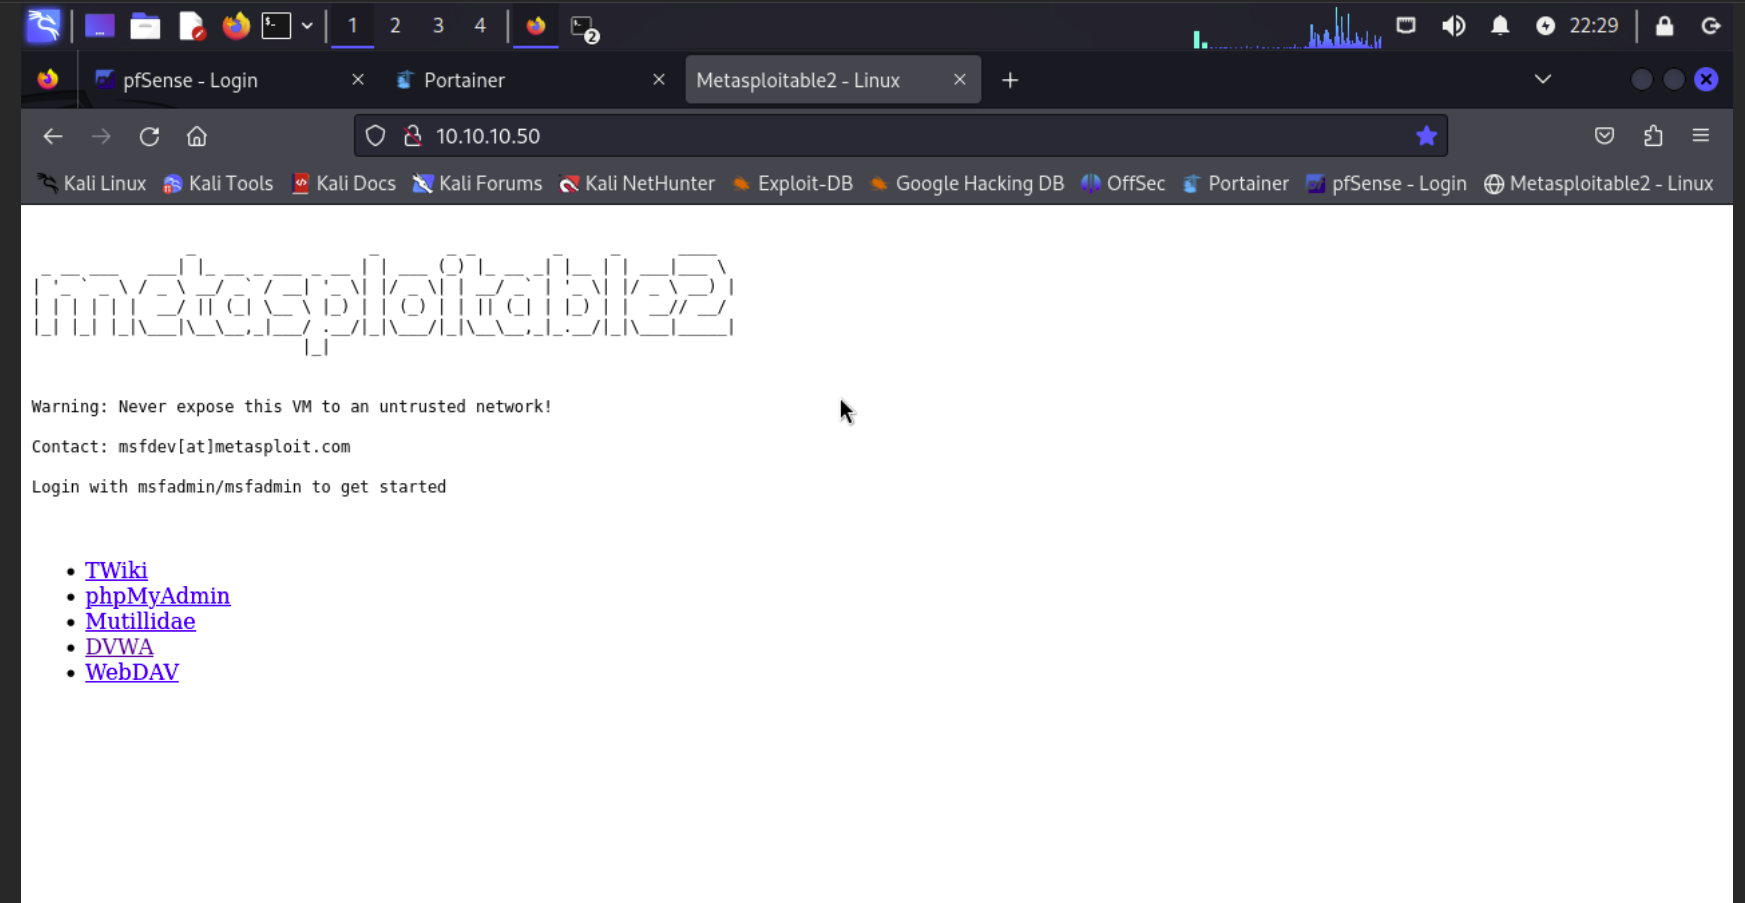 1 2 3 4 2 22:29
pfSense - Login Portainer Metasploitable2 - Linux
10.10.10.50
Kali Linux Kali Tools Kali Docs Kali Forums Kali NetHunter Exploit-DB Google Hacking DB OffSec Portainer pfSense - Login Metasploitable2 - Linux
metasploitable2
Warning: Never expose this VM to an untrusted network!
Contact: msfdev[at]metasploit.com
Login with msfadmin/msfadmin to get started
TWiki
phpMyAdmin
Mutillidae
DVWA
WebDAV